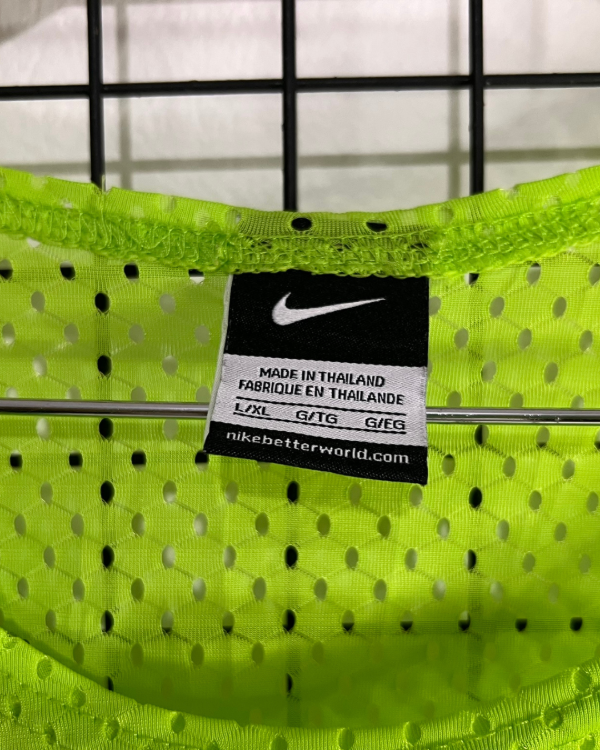 MADE IN THAILAND
FABRIQUE EN THAILANDE
L/XL G/TG G/EG
nikebetterworld.com